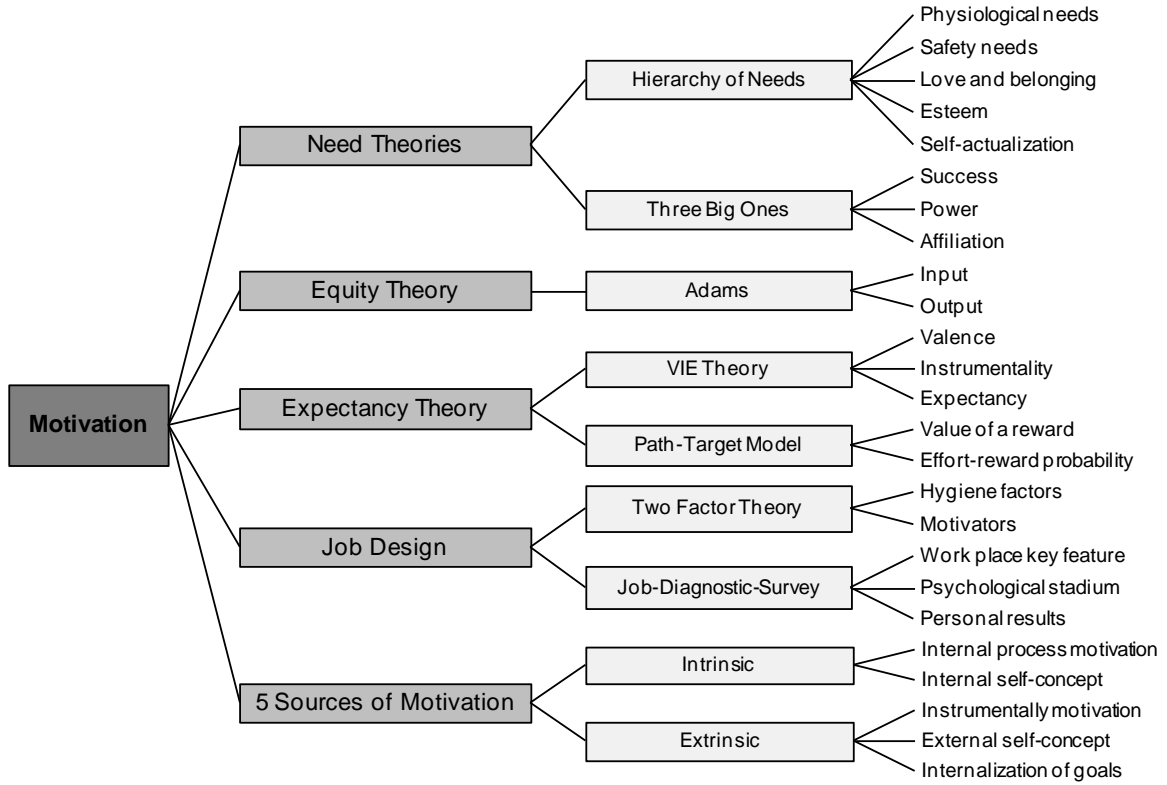 Motivation
Need Theories
Hierarchy of Needs
Physiological needs
Safety needs
Love and belonging
Esteem
Self-actualization
Three Big Ones
Success
Power
Affiliation
Equity Theory
Adams
Input
Output
Expectancy Theory
VIE Theory
Valence
Instrumentality
Expectancy
Path-Target Model
Value of a reward
Effort-reward probability
Job Design
Two Factor Theory
Hygiene factors
Motivators
Job-Diagnostic-Survey
Work place key feature
Psychological stadium
Personal results
5 Sources of Motivation
Intrinsic
Internal process motivation
Internal self-concept
Extrinsic
Instrumentally motivation
External self-concept
Internalization of goals